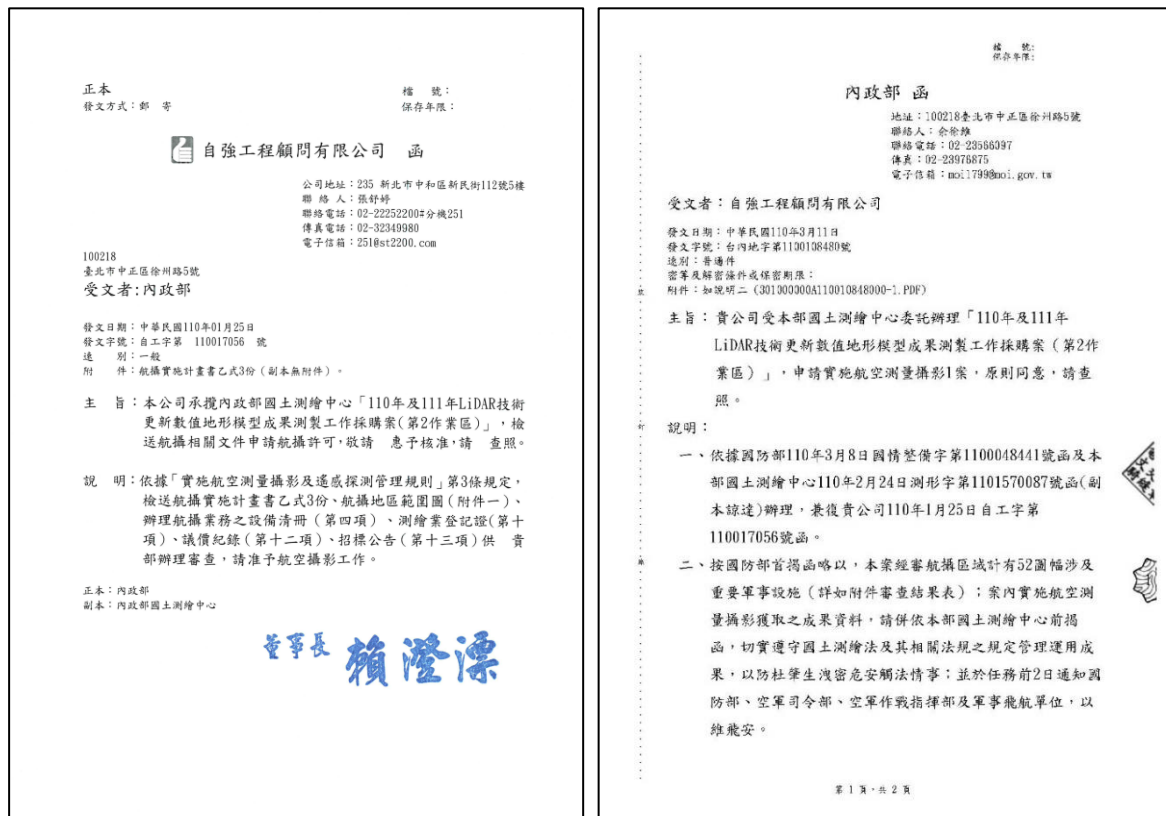 正本
發文方式：郵 寄
檔 號：
保存年限：
自強工程顧問有限公司 函
公司地址：235 新北市中和區新民街112號5樓
聯 絡 人：張舒婷
聯絡電話：02-22252200#分機251
傳真電話：02-32349980
電子信箱：251@st2200.com
100218
臺北市中正區徐州路5號
受文者：內政部
發文日期：中華民國110年01月25日
發文字號：自工字第 110017056 號
速 別：一般
附 件：航攝實施計畫書乙式3份（副本無附件）。
主 旨：本公司承攬內政部國土測繪中心「110年及111年LiDAR技術
更新數值地形模型成果測製工作採購案(第2作業區)」，檢
送航攝相關文件申請航攝許可，敬請 惠予核准，請 查照。
說 明：依據「實施航空測量攝影及遙感探測管理規則」第3條規定，
檢送航攝實施計畫書乙式3份、航攝地區範圍圖（附件一）、
辦理航攝業務之設備清冊（第四項）、測繪業登記證(第十
項)、議價紀錄（第十二項）、招標公告（第十三項）供 貴
部辦理審查，請准予航空攝影工作。
正本：內政部
副本：內政部國土測繪中心
董事長 賴澄漂
檔 號：
保存年限：
內政部 函
地址：100218臺北市中正區徐州路5號
聯絡人：余徐維
聯絡電話：02-23566097
傳真：02-23976875
電子信箱：moi1799@moi.gov.tw
受文者：自強工程顧問有限公司
發文日期：中華民國110年3月11日
發文字號：台內地字第1100108480號
速別：普通件
密等及解密條件或保密期限：
附件：如說明二（301000000A110010848000-1.PDF）
主旨：貴公司受本部國土測繪中心委託辦理「110年及111年
LiDAR技術更新數值地形模型成果測製工作採購案（第2作
業區）」，申請實施航空測量攝影1案，原則同意，請查
照。
說明：
一、依據國防部110年3月8日國情整備字第1100048441號函及本
部國土測繪中心110年2月24日測形字第1101570087號函(副
本諒達)辦理，兼復貴公司110年1月25日自工字第
110017056號函。
二、按國防部首揭函略以，本案經審航攝區域計有52圖幅涉及
重要軍事設施（詳如附件審查結果表）；案內實施航空測
量攝影獲取之成果資料，請併依本部國土測繪中心前揭
函，切實遵守國土測繪法及其相關法規之規定管理運用成
果，以防杜肇生洩密危安觸法情事；並於任務前2日通知國
防部、空軍司令部、空軍作戰指揮部及軍事飛航單位，以
維飛安。
裝
訂
線
第 1 頁，共 2 頁